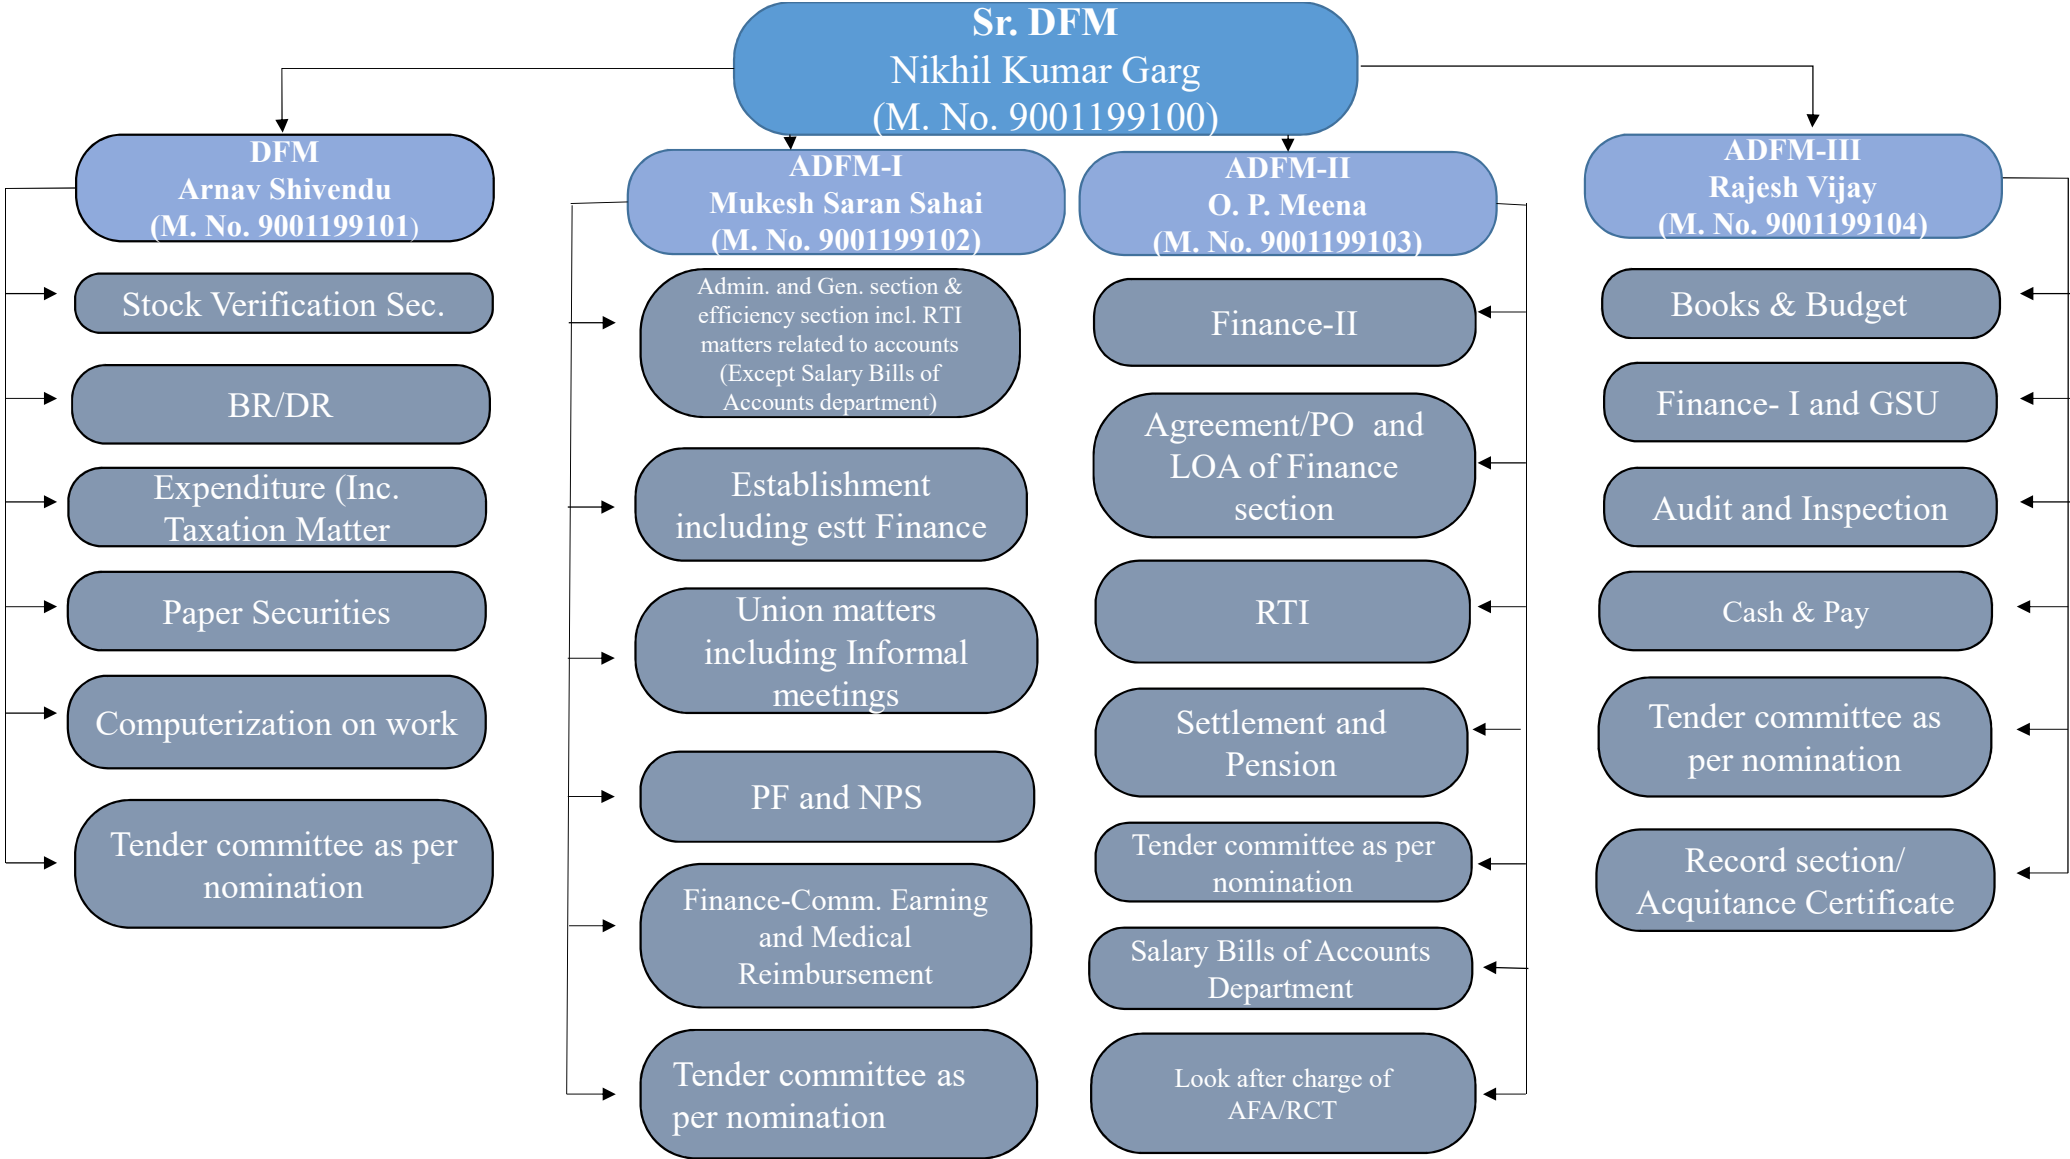 Sr. DFM
Nikhil Kumar Garg
(M. No. 9001199100)
DFM
Arnav Shivendu
(M. No. 9001199101)
Stock Verification Sec.
BR/DR
Expenditure (Inc.
Taxation Matter
Paper Securities
Computerization on work
Tender committee as per
nomination
ADFM-I
Mukesh Saran Sahai
(M. No. 9001199102)
Admin. and Gen. section &
efficiency section incl. RTI
matters related to accounts
(Except Salary Bills of
Accounts department)
Establishment
including estt Finance
Union matters
including Informal
meetings
PF and NPS
Finance-Comm. Earning
and Medical
Reimbursement
Tender committee as
per nomination
ADFM-II
O. P. Meena
(M. No. 9001199103)
Finance-II
Agreement/PO  and
LOA of Finance
section
RTI
Settlement and
Pension
Tender committee as per
nomination
Salary Bills of Accounts
Department
Look after charge of
AFA/RCT
ADFM-III
Rajesh Vijay
(M. No. 9001199104)
Books & Budget
Finance- I and GSU
Audit and Inspection
Cash & Pay
Tender committee as
per nomination
Record section/
Acquitance Certificate